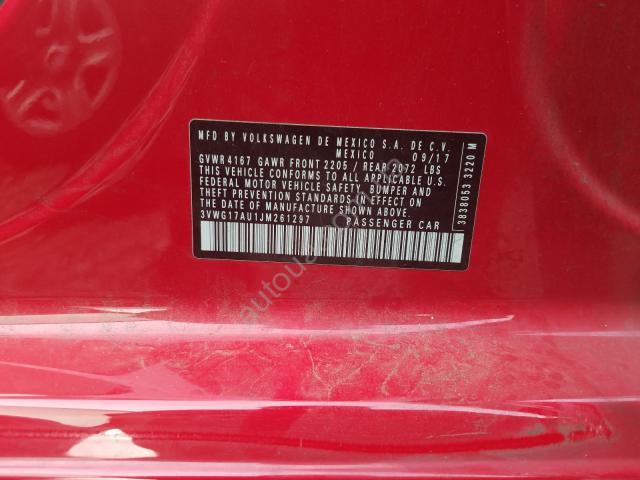 MFD BY VOLKSWAGEN DE MEXICO S.A. DE C.V.
MEXICO 09/17
GVWR4167 GAWR FRONT 2205 / REAR 2072 LBS
THIS VEHICLE CONFORMS TO ALL APPLICABLE U.S.
FEDERAL MOTOR VEHICLE SAFETY, BUMPER AND
THEFT PREVENTION STANDARDS IN EFFECT ON THE
DATE OF MANUFACTURE SHOWN ABOVE.
3VWG17AU1JM261297 PASSENGER CAR
3838053 3220 M